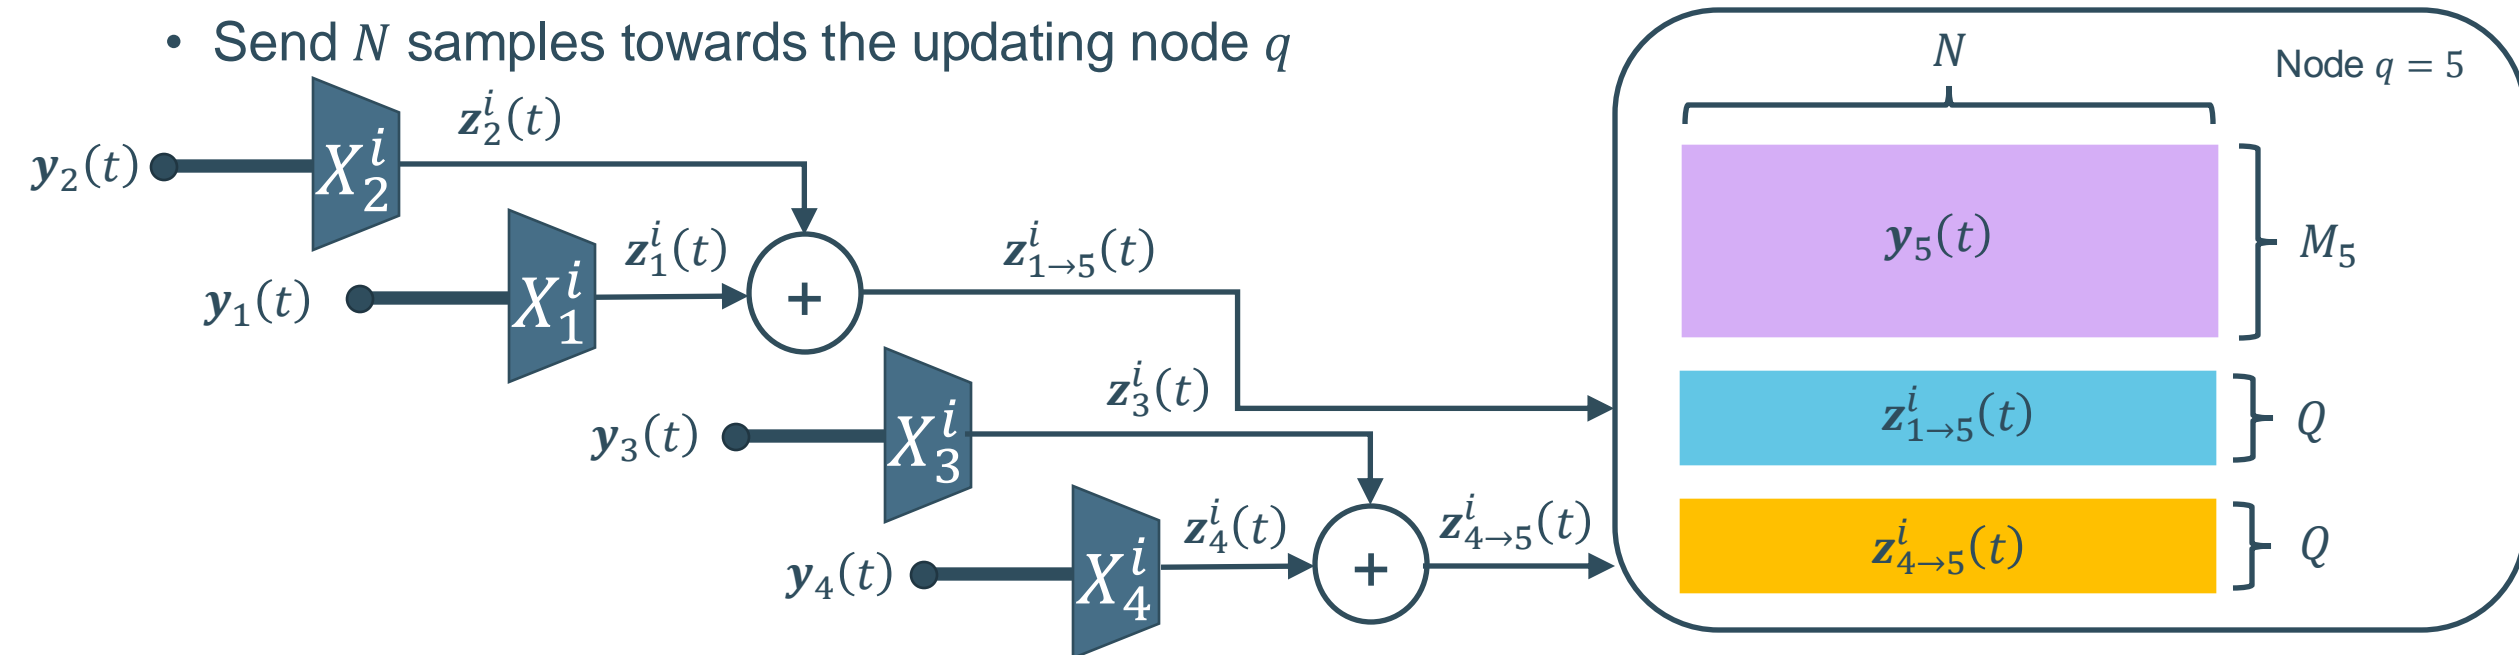 • Send N samples towards the updating node q
N
Node q = 5
z_2^i(t)
y_2(t)
X_2^i
z_1^i(t)
z_{1→5}^i(t)
y_5(t)
M_5
y_1(t)
X_1^i
+
z_3^i(t)
z_{1→5}^i(t)
Q
y_3(t)
X_3^i
z_4^i(t)
z_{4→5}^i(t)
z_{4→5}^i(t)
Q
y_4(t)
X_4^i
+